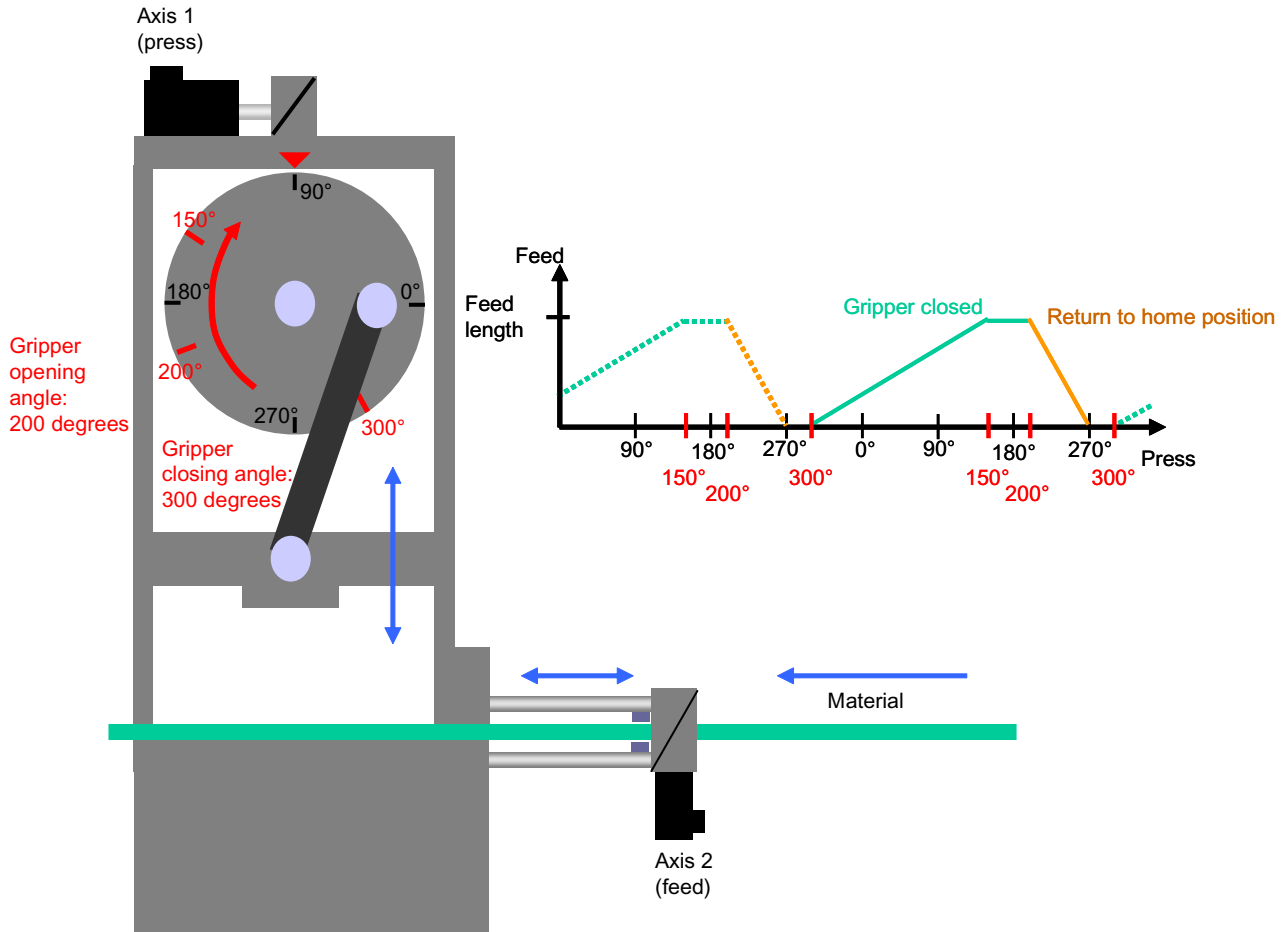 Axis 1
(press)
90°
150°
180°
0°
200°
270°
300°
Gripper
opening
angle:
200 degrees
Gripper
closing angle:
300 degrees
Feed
Feed
length
Gripper closed
Return to home position
90°
180°
270°
0°
90°
180°
270°
Press
150°
200°
300°
150°
200°
300°
Material
Axis 2
(feed)